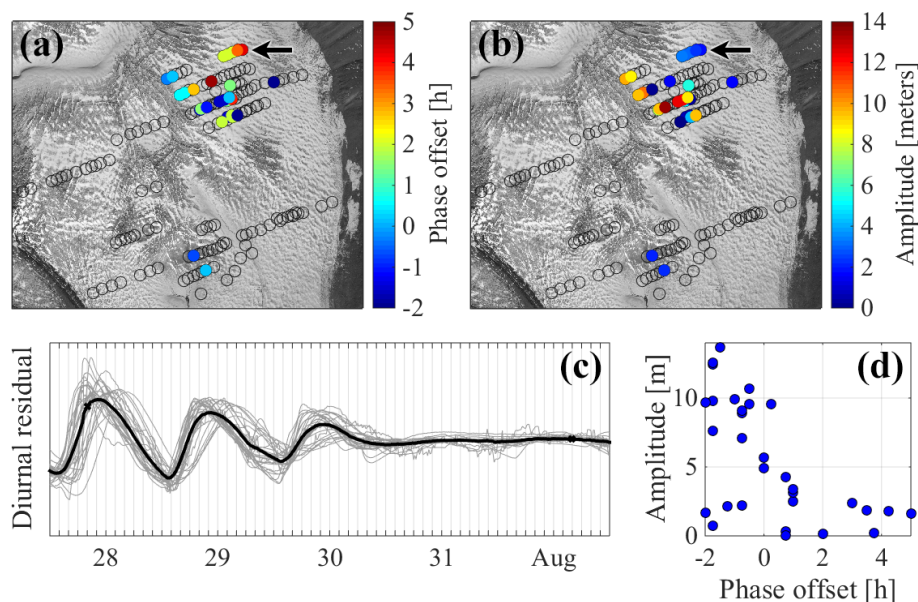 (a)
5
4
3
2
1
0
-1
-2
Phase offset [h]
(b)
14
12
10
8
6
4
2
0
Amplitude [meters]
Diurnal residual
(c)
28
29
30
31
Aug
Amplitude [m]
(d)
10
5
0
-2
0
2
4
Phase offset [h]